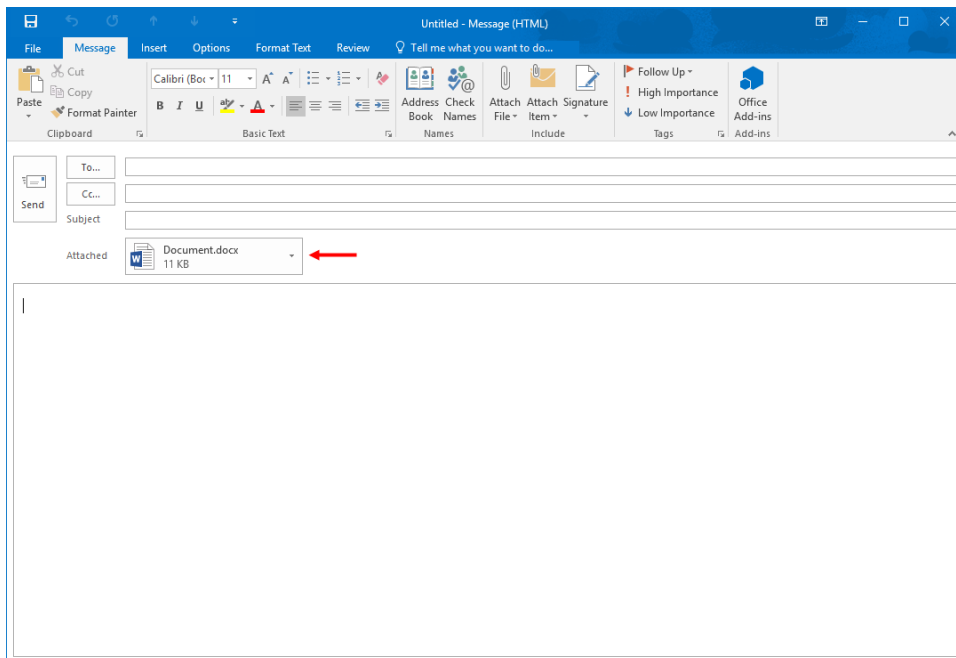 Untitled - Message (HTML)
File Message Insert Options Format Text Review Tell me what you want to do...
Paste
Cut
Copy
Format Painter
Clipboard
Calibri (Boc 11
B I U
A
Basic Text
Address Book
Check Names
Names
Attach File
Attach Item
Signature
Include
Follow Up
High Importance
Low Importance
Tags
Office Add-ins
Add-ins
Send
To...
Cc...
Subject
Attached
Document.docx
11 KB